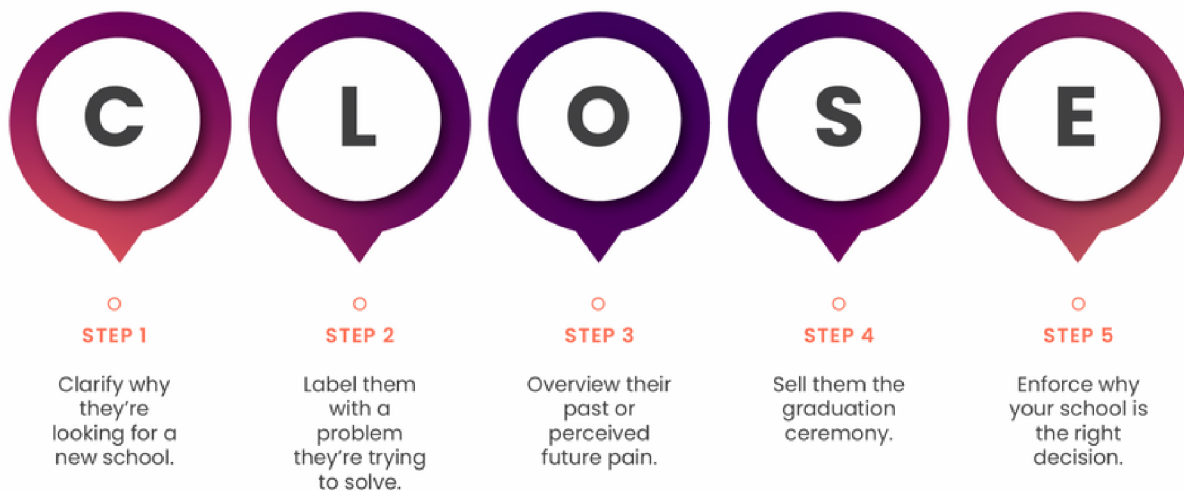 C
L
O
S
E
STEP 1
Clarify why
they're
looking for a
new school.
STEP 2
Label them
with a
problem
they're trying
to solve.
STEP 3
Overview their
past or
perceived
future pain.
STEP 4
Sell them the
graduation
ceremony.
STEP 5
Enforce why
your school is
the right
decision.